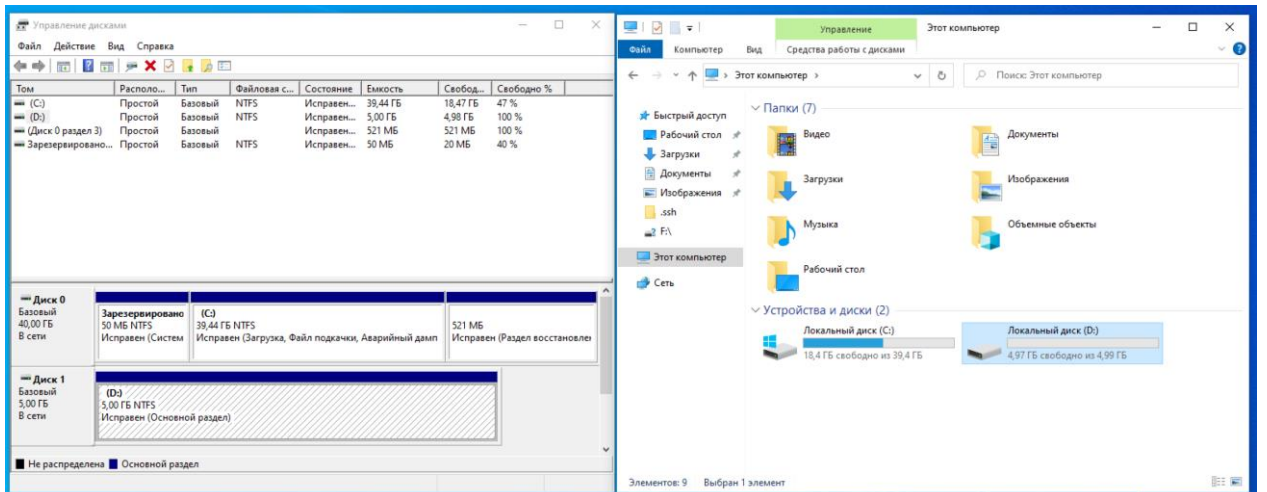 Управление дисками
Файл Действие Вид Справка
Том Располо... Тип Файловая с... Состояние Емкость Свобод... Свободно %
(C:) Простой Базовый NTFS Исправен... 39,44 ГБ 18,47 ГБ 47 %
(D:) Простой Базовый NTFS Исправен... 5,00 ГБ 4,98 ГБ 100 %
(Диск 0 раздел 3) Простой Базовый Исправен... 521 МБ 521 МБ 100 %
Зарезервировано... Простой Базовый NTFS Исправен... 50 МБ 20 МБ 40 %
Диск 0
Базовый
40,00 ГБ
В сети
Зарезервировано
50 МБ NTFS
Исправен (Систем
(C:)
39,44 ГБ NTFS
Исправен (Загрузка, Файл подкачки, Аварийный дамп
521 МБ
Исправен (Раздел восстановлен
Диск 1
Базовый
5,00 ГБ
В сети
(D:)
5,00 ГБ NTFS
Исправен (Основной раздел)
Не распределена Основной раздел
Управление Этот компьютер
Файл Компьютер Вид Средства работы с дисками
Этот компьютер
Поиск: Этот компьютер
Быстрый доступ
Рабочий стол
Загрузки
Документы
Изображения
.ssh
F:\
Этот компьютер
Сеть
Папки (7)
Видео Документы
Загрузки Изображения
Музыка Объемные объекты
Рабочий стол
Устройства и диски (2)
Локальный диск (C:) Локальный диск (D:)
18,4 ГБ свободно из 39,4 ГБ 4,97 ГБ свободно из 4,99 ГБ
Элементов: 9 Выбран 1 элемент